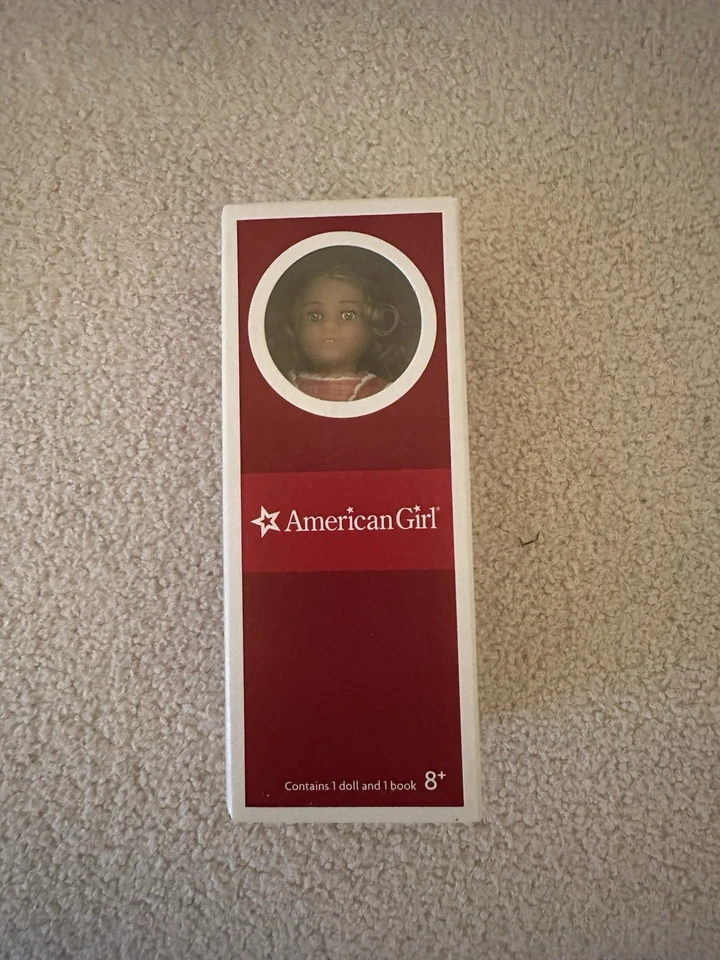 American Girl®
Contains 1 doll and 1 book 8+